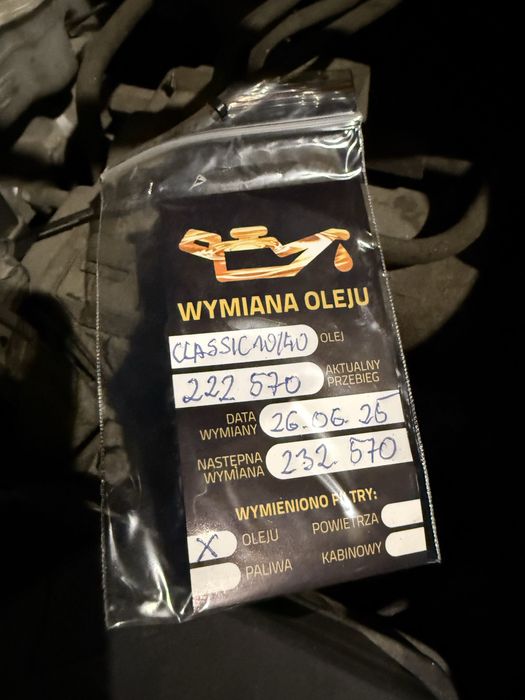 WYMIANA OLEJU
CLASSIC 10/40 OLEJ
222 570 AKTUALNY PRZEBIEG
DATA WYMIANY 26.06.25
NASTĘPNA WYMIANA 232.570
WYMIENIONO FILTRY:
X OLEJU POWIETRZA
PALIWA KABINOWY